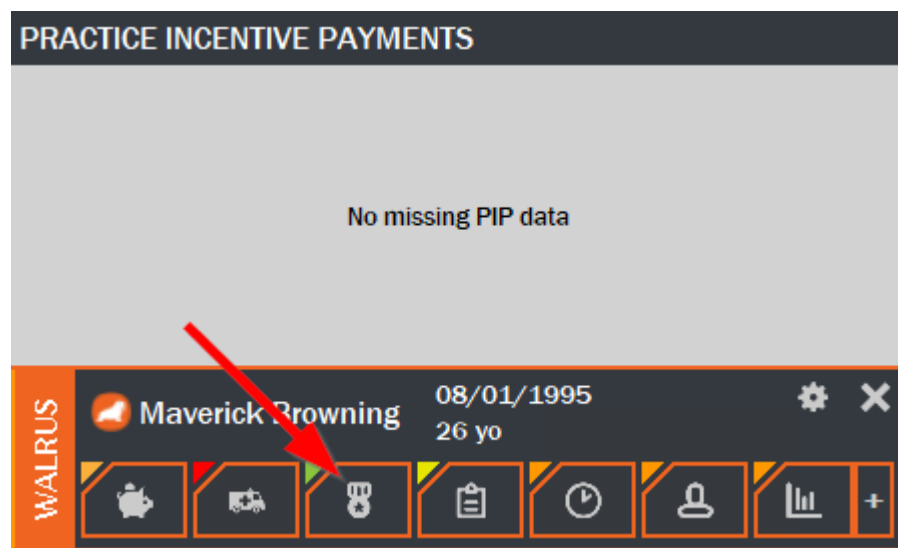 PRACTICE INCENTIVE PAYMENTS
No missing PIP data
WALRUS
Maverick Browning
08/01/1995
26 yo
+